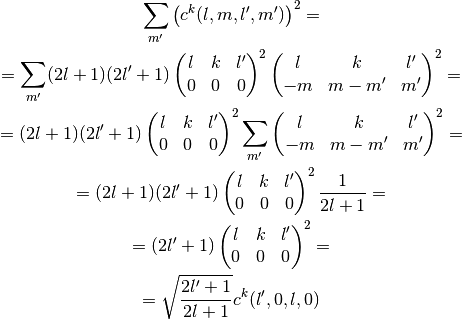 \sum_{m'} \left(c^k(l,m,l',m')\right)^2 =
= \sum_{m'} (2l+1)(2l'+1) \begin{pmatrix} l & k & l' \\ 0 & 0 & 0 \end{pmatrix}^2 \begin{pmatrix} l & k & l' \\ -m & m-m' & m' \end{pmatrix}^2 =
= (2l+1)(2l'+1) \begin{pmatrix} l & k & l' \\ 0 & 0 & 0 \end{pmatrix}^2 \sum_{m'} \begin{pmatrix} l & k & l' \\ -m & m-m' & m' \end{pmatrix}^2 =
= (2l+1)(2l'+1) \begin{pmatrix} l & k & l' \\ 0 & 0 & 0 \end{pmatrix}^2 \frac{1}{2l+1} =
= (2l'+1) \begin{pmatrix} l & k & l' \\ 0 & 0 & 0 \end{pmatrix}^2 =
= \sqrt{\frac{2l'+1}{2l+1}} c^k(l',0,l,0)